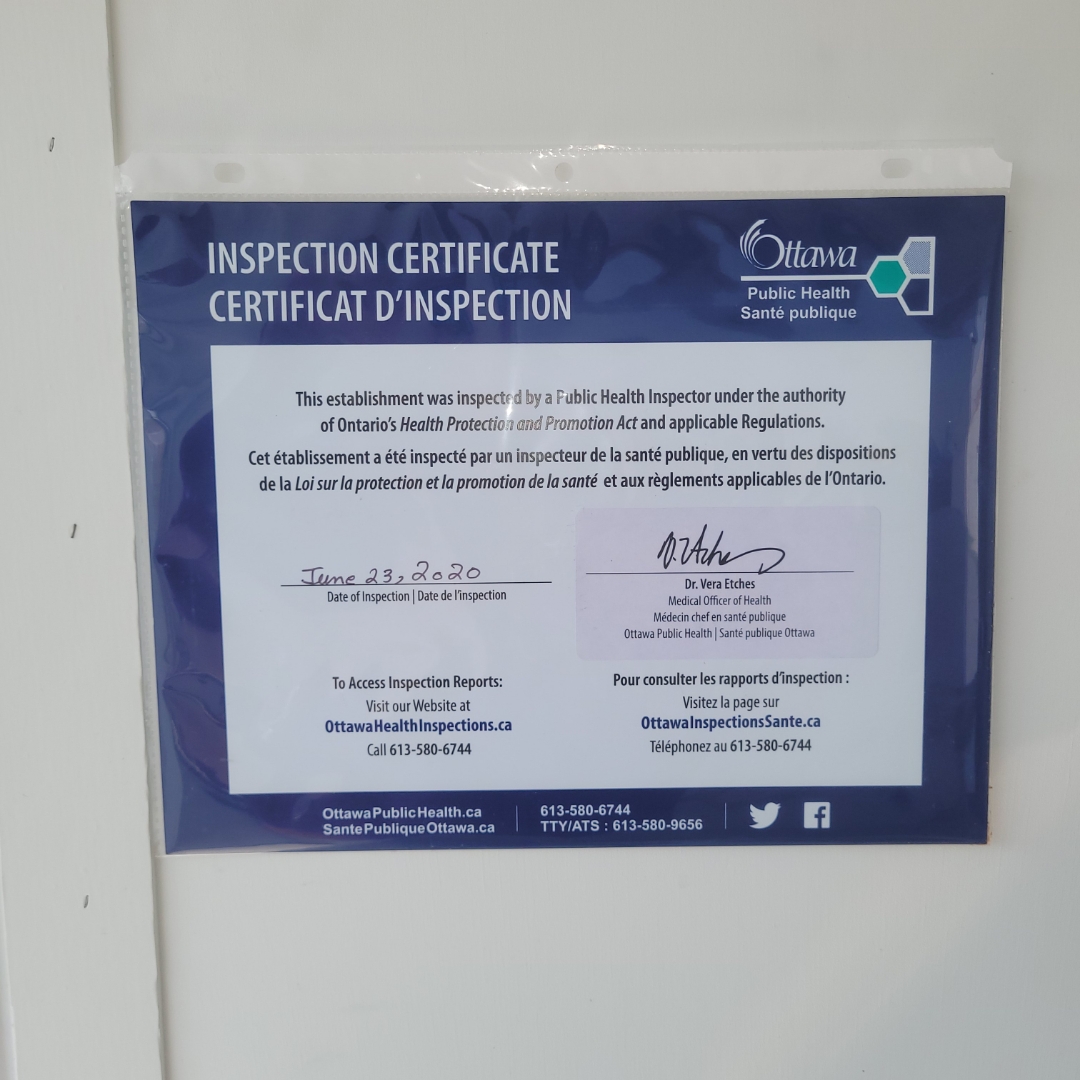 INSPECTION CERTIFICATE
CERTIFICAT D'INSPECTION
Ottawa
Public Health
Santé publique
This establishment was inspected by a Public Health Inspector under the authority
of Ontario's Health Protection and Promotion Act and applicable Regulations.
Cet établissement a été inspecté par un inspecteur de la santé publique, en vertu des dispositions
de la Loi sur la protection et la promotion de la santé et aux règlements applicables de l'Ontario.
June 23, 2020
Date of Inspection | Date de l'inspection
V. Etches
Dr. Vera Etches
Medical Officer of Health
Médecin chef en santé publique
Ottawa Public Health | Santé publique Ottawa
To Access Inspection Reports:
Visit our Website at
OttawaHealthInspections.ca
Call 613-580-6744
Pour consulter les rapports d'inspection :
Visitez la page sur
OttawaInspectionsSante.ca
Téléphonez au 613-580-6744
OttawaPublicHealth.ca
SantePubliqueOttawa.ca
613-580-6744
TTY/ATS : 613-580-9656